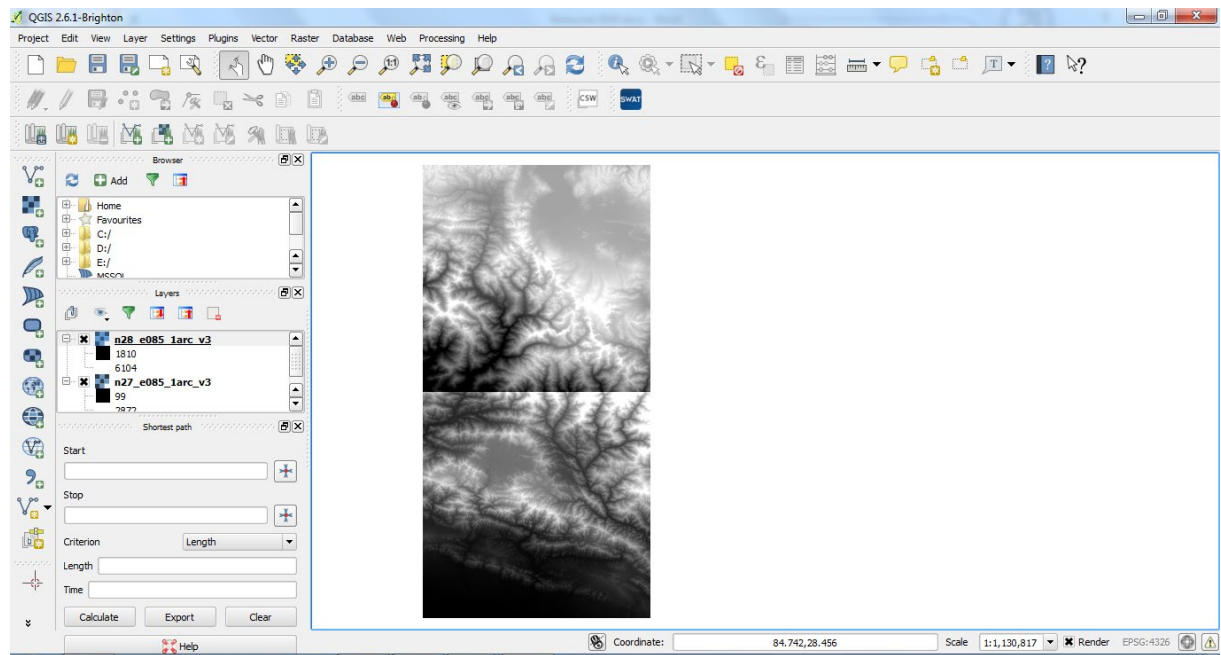 QGIS 2.6.1-Brighton
Project Edit View Layer Settings Plugins Vector Raster Database Web Processing Help
CSW SWAT
Browser
Add
Home
Favourites
C:/
D:/
E:/
MSSQL
Layers
n28_e085_1arc_v3
1810
6104
n27_e085_1arc_v3
99
2872
Shortest path
Start
Stop
Criterion Length
Length
Time
Calculate Export Clear
Help
Coordinate: 84.742,28.456 Scale 1:1,130,817 Render EPSG:4326